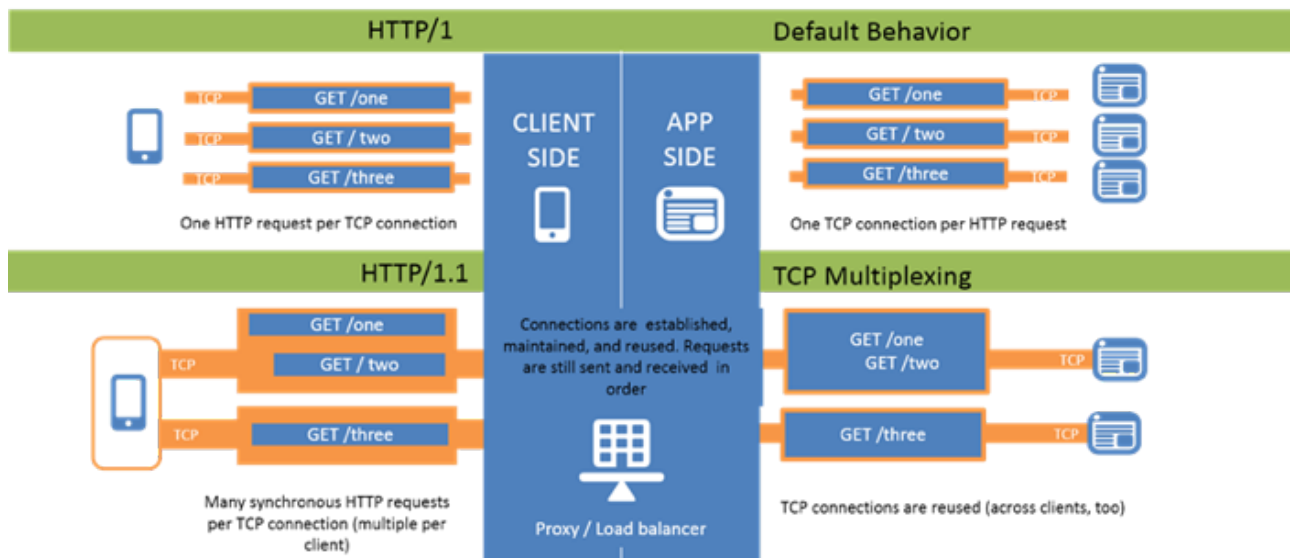 HTTP/1
Default Behavior
TCP GET /one
TCP GET / two
TCP GET /three
One HTTP request per TCP connection
CLIENT
SIDE
APP
SIDE
GET /one TCP
GET / two TCP
GET /three TCP
One TCP connection per HTTP request
HTTP/1.1
TCP Multiplexing
GET /one
TCP GET / two
TCP GET /three
Many synchronous HTTP requests
per TCP connection (multiple per
client)
Connections are established,
maintained, and reused. Requests
are still sent and received in
order
Proxy / Load balancer
GET /one
GET /two
TCP
GET /three TCP
TCP connections are reused (across clients, too)